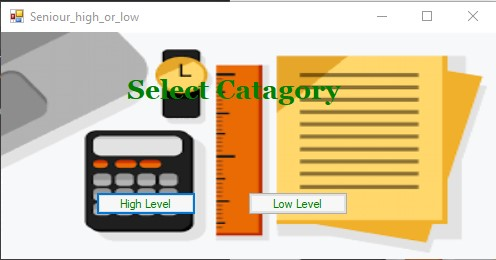 Seniour_high_or_low
Select Catagory
High Level
Low Level